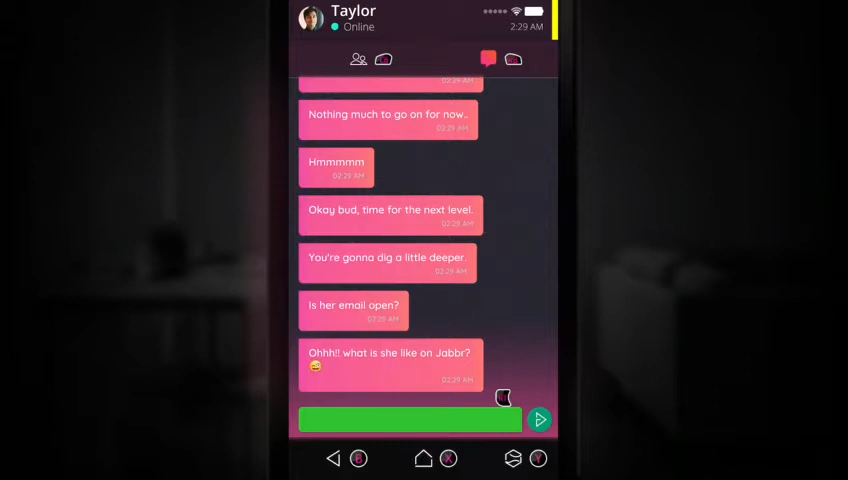 Taylor
Online
2:29 AM
02:29 AM
Nothing much to go on for now..
02:29 AM
Hmmmmm
02:29 AM
Okay bud, time for the next level.
02:29 AM
You're gonna dig a little deeper.
02:29 AM
Is her email open?
02:29 AM
Ohhh!! what is she like on Jabbr?
02:29 AM
B
X
Y